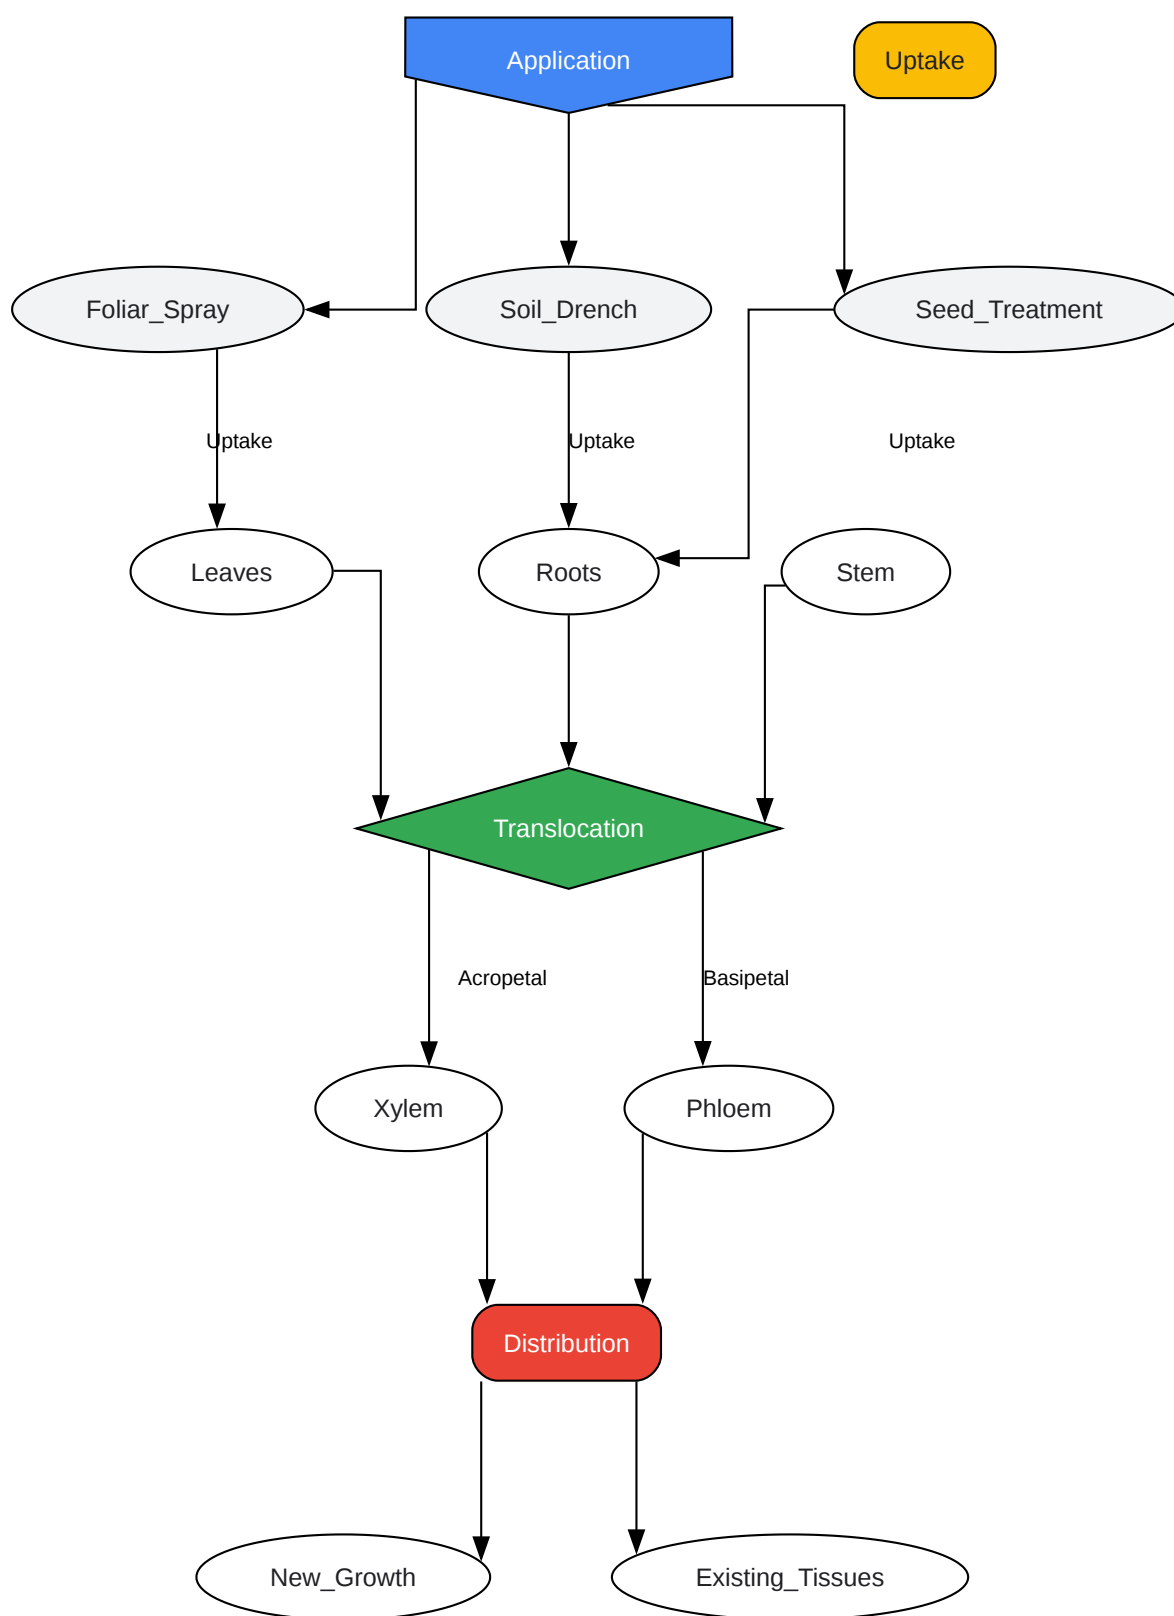 Application
Uptake
Foliar_Spray
Soil_Drench
Seed_Treatment
Uptake
Uptake
Uptake
Leaves
Roots
Stem
Translocation
Acropetal
Basipetal
Xylem
Phloem
Distribution
New_Growth
Existing_Tissues